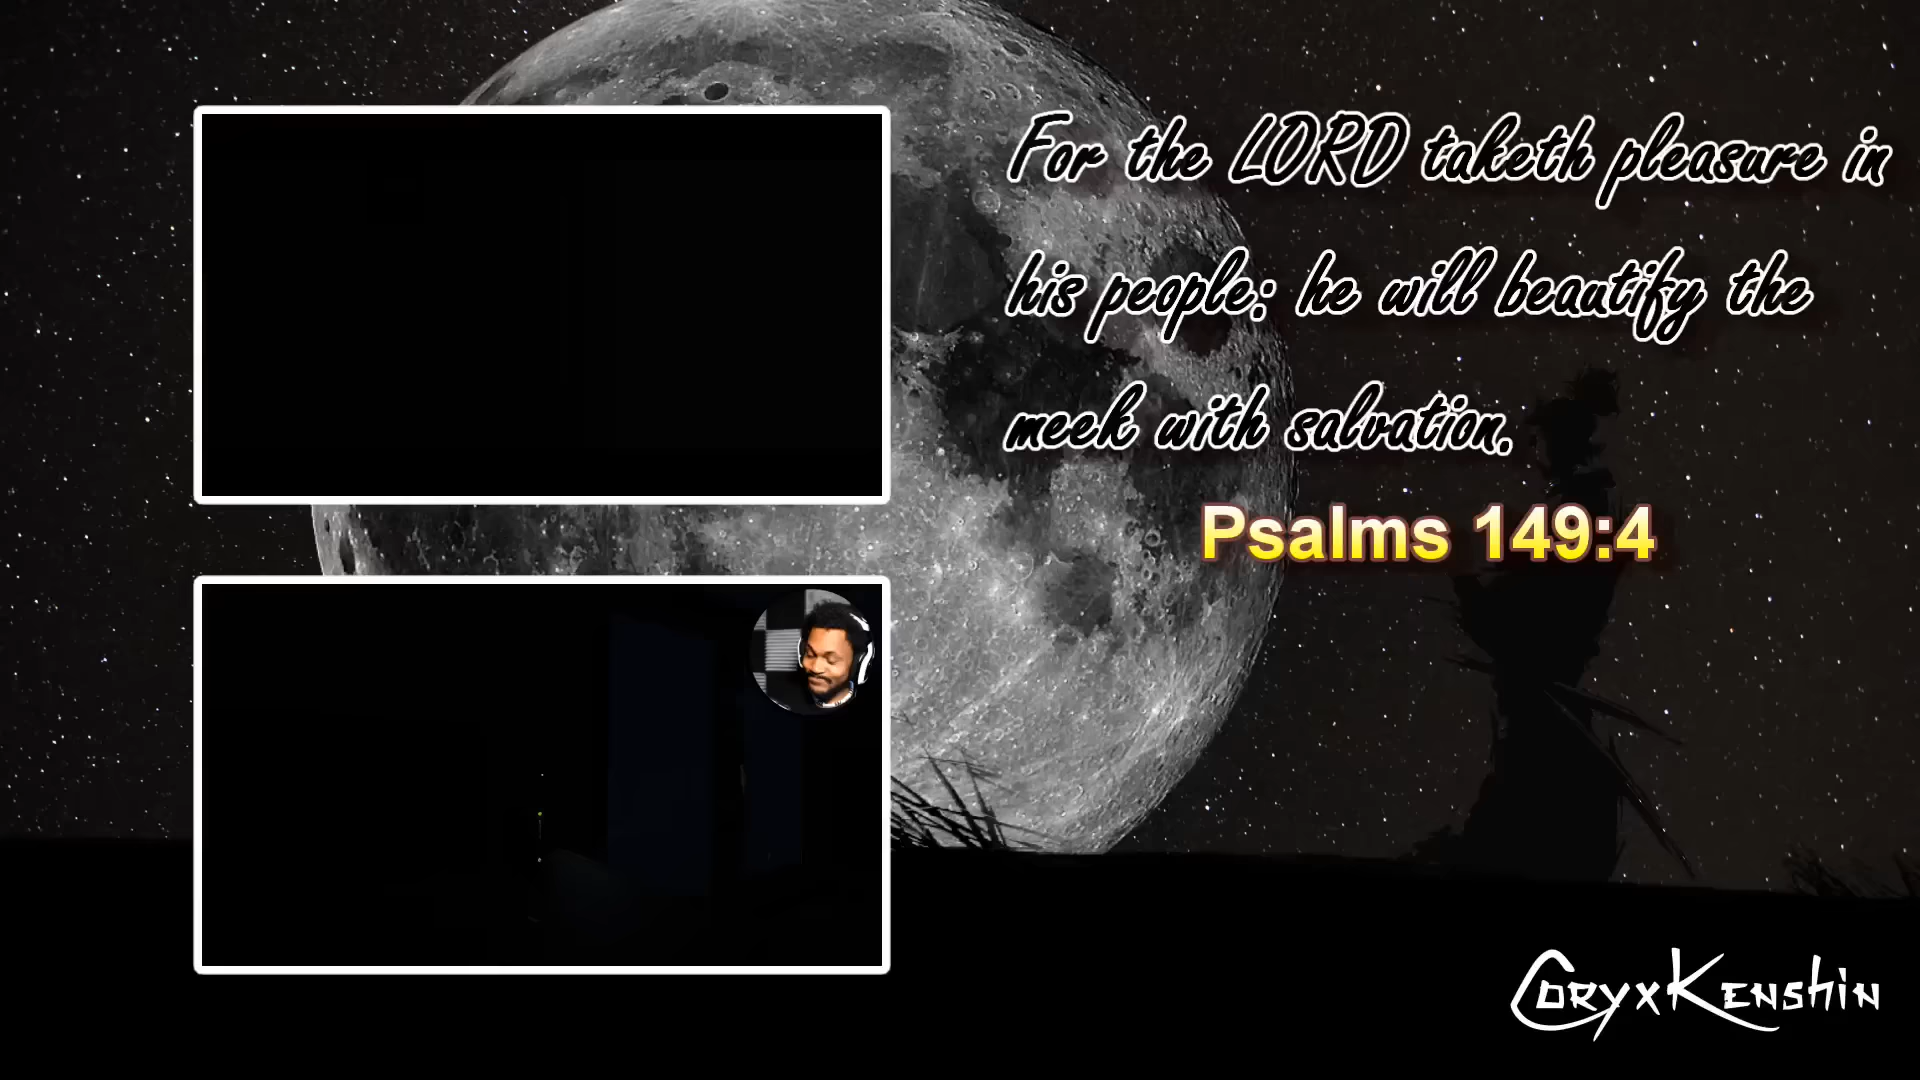 For the LORD taketh pleasure in
his people: he will beautify the
meek with salvation.
Psalms 149:4
CoryxKenshin